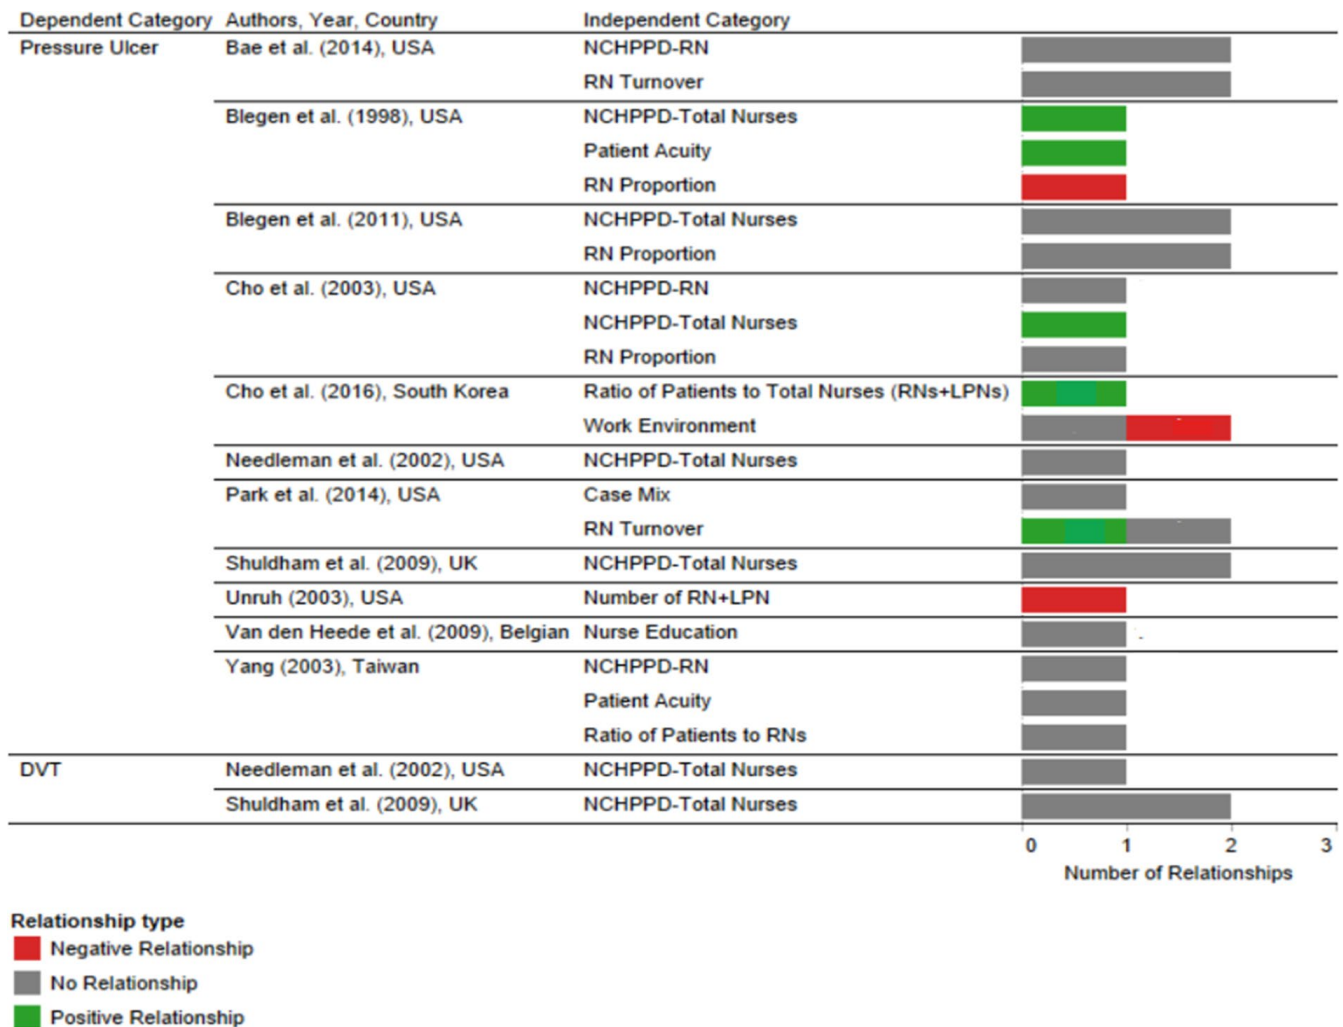 Dependent Category Authors, Year, Country Independent Category
Pressure Ulcer Bae et al. (2014), USA NCHPPD-RN
RN Turnover
Blegen et al. (1998), USA NCHPPD-Total Nurses
Patient Acuity
RN Proportion
Blegen et al. (2011), USA NCHPPD-Total Nurses
RN Proportion
Cho et al. (2003), USA NCHPPD-RN
NCHPPD-Total Nurses
RN Proportion
Cho et al. (2016), South Korea Ratio of Patients to Total Nurses (RNs+LPNs)
Work Environment
Needleman et al. (2002), USA NCHPPD-Total Nurses
Park et al. (2014), USA Case Mix
RN Turnover
Shuldham et al. (2009), UK NCHPPD-Total Nurses
Unruh (2003), USA Number of RN+LPN
Van den Heede et al. (2009), Belgian Nurse Education
Yang (2003), Taiwan NCHPPD-RN
Patient Acuity
Ratio of Patients to RNs
DVT Needleman et al. (2002), USA NCHPPD-Total Nurses
Shuldham et al. (2009), UK NCHPPD-Total Nurses
0 1 2 3
Number of Relationships
Relationship type
Negative Relationship
No Relationship
Positive Relationship